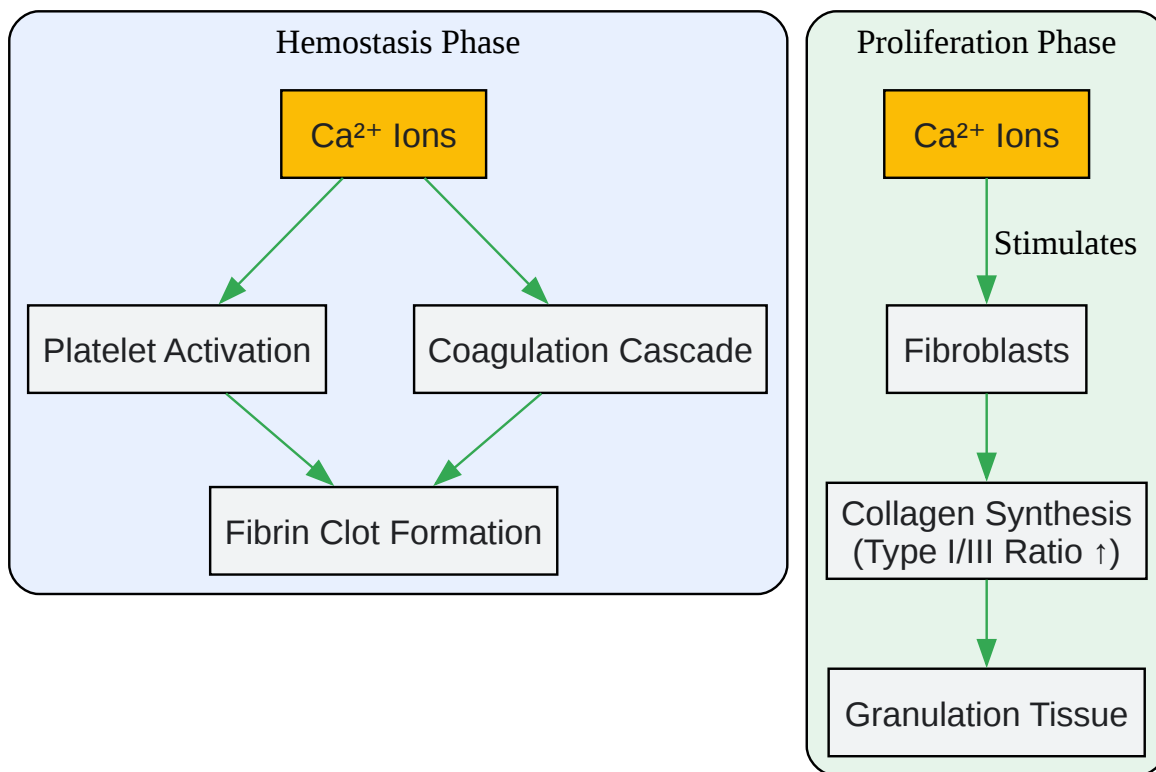 Hemostasis Phase
Ca²⁺ Ions
Platelet Activation
Coagulation Cascade
Fibrin Clot Formation
Proliferation Phase
Ca²⁺ Ions
Stimulates
Fibroblasts
Collagen Synthesis
(Type I/III Ratio ↑)
Granulation Tissue